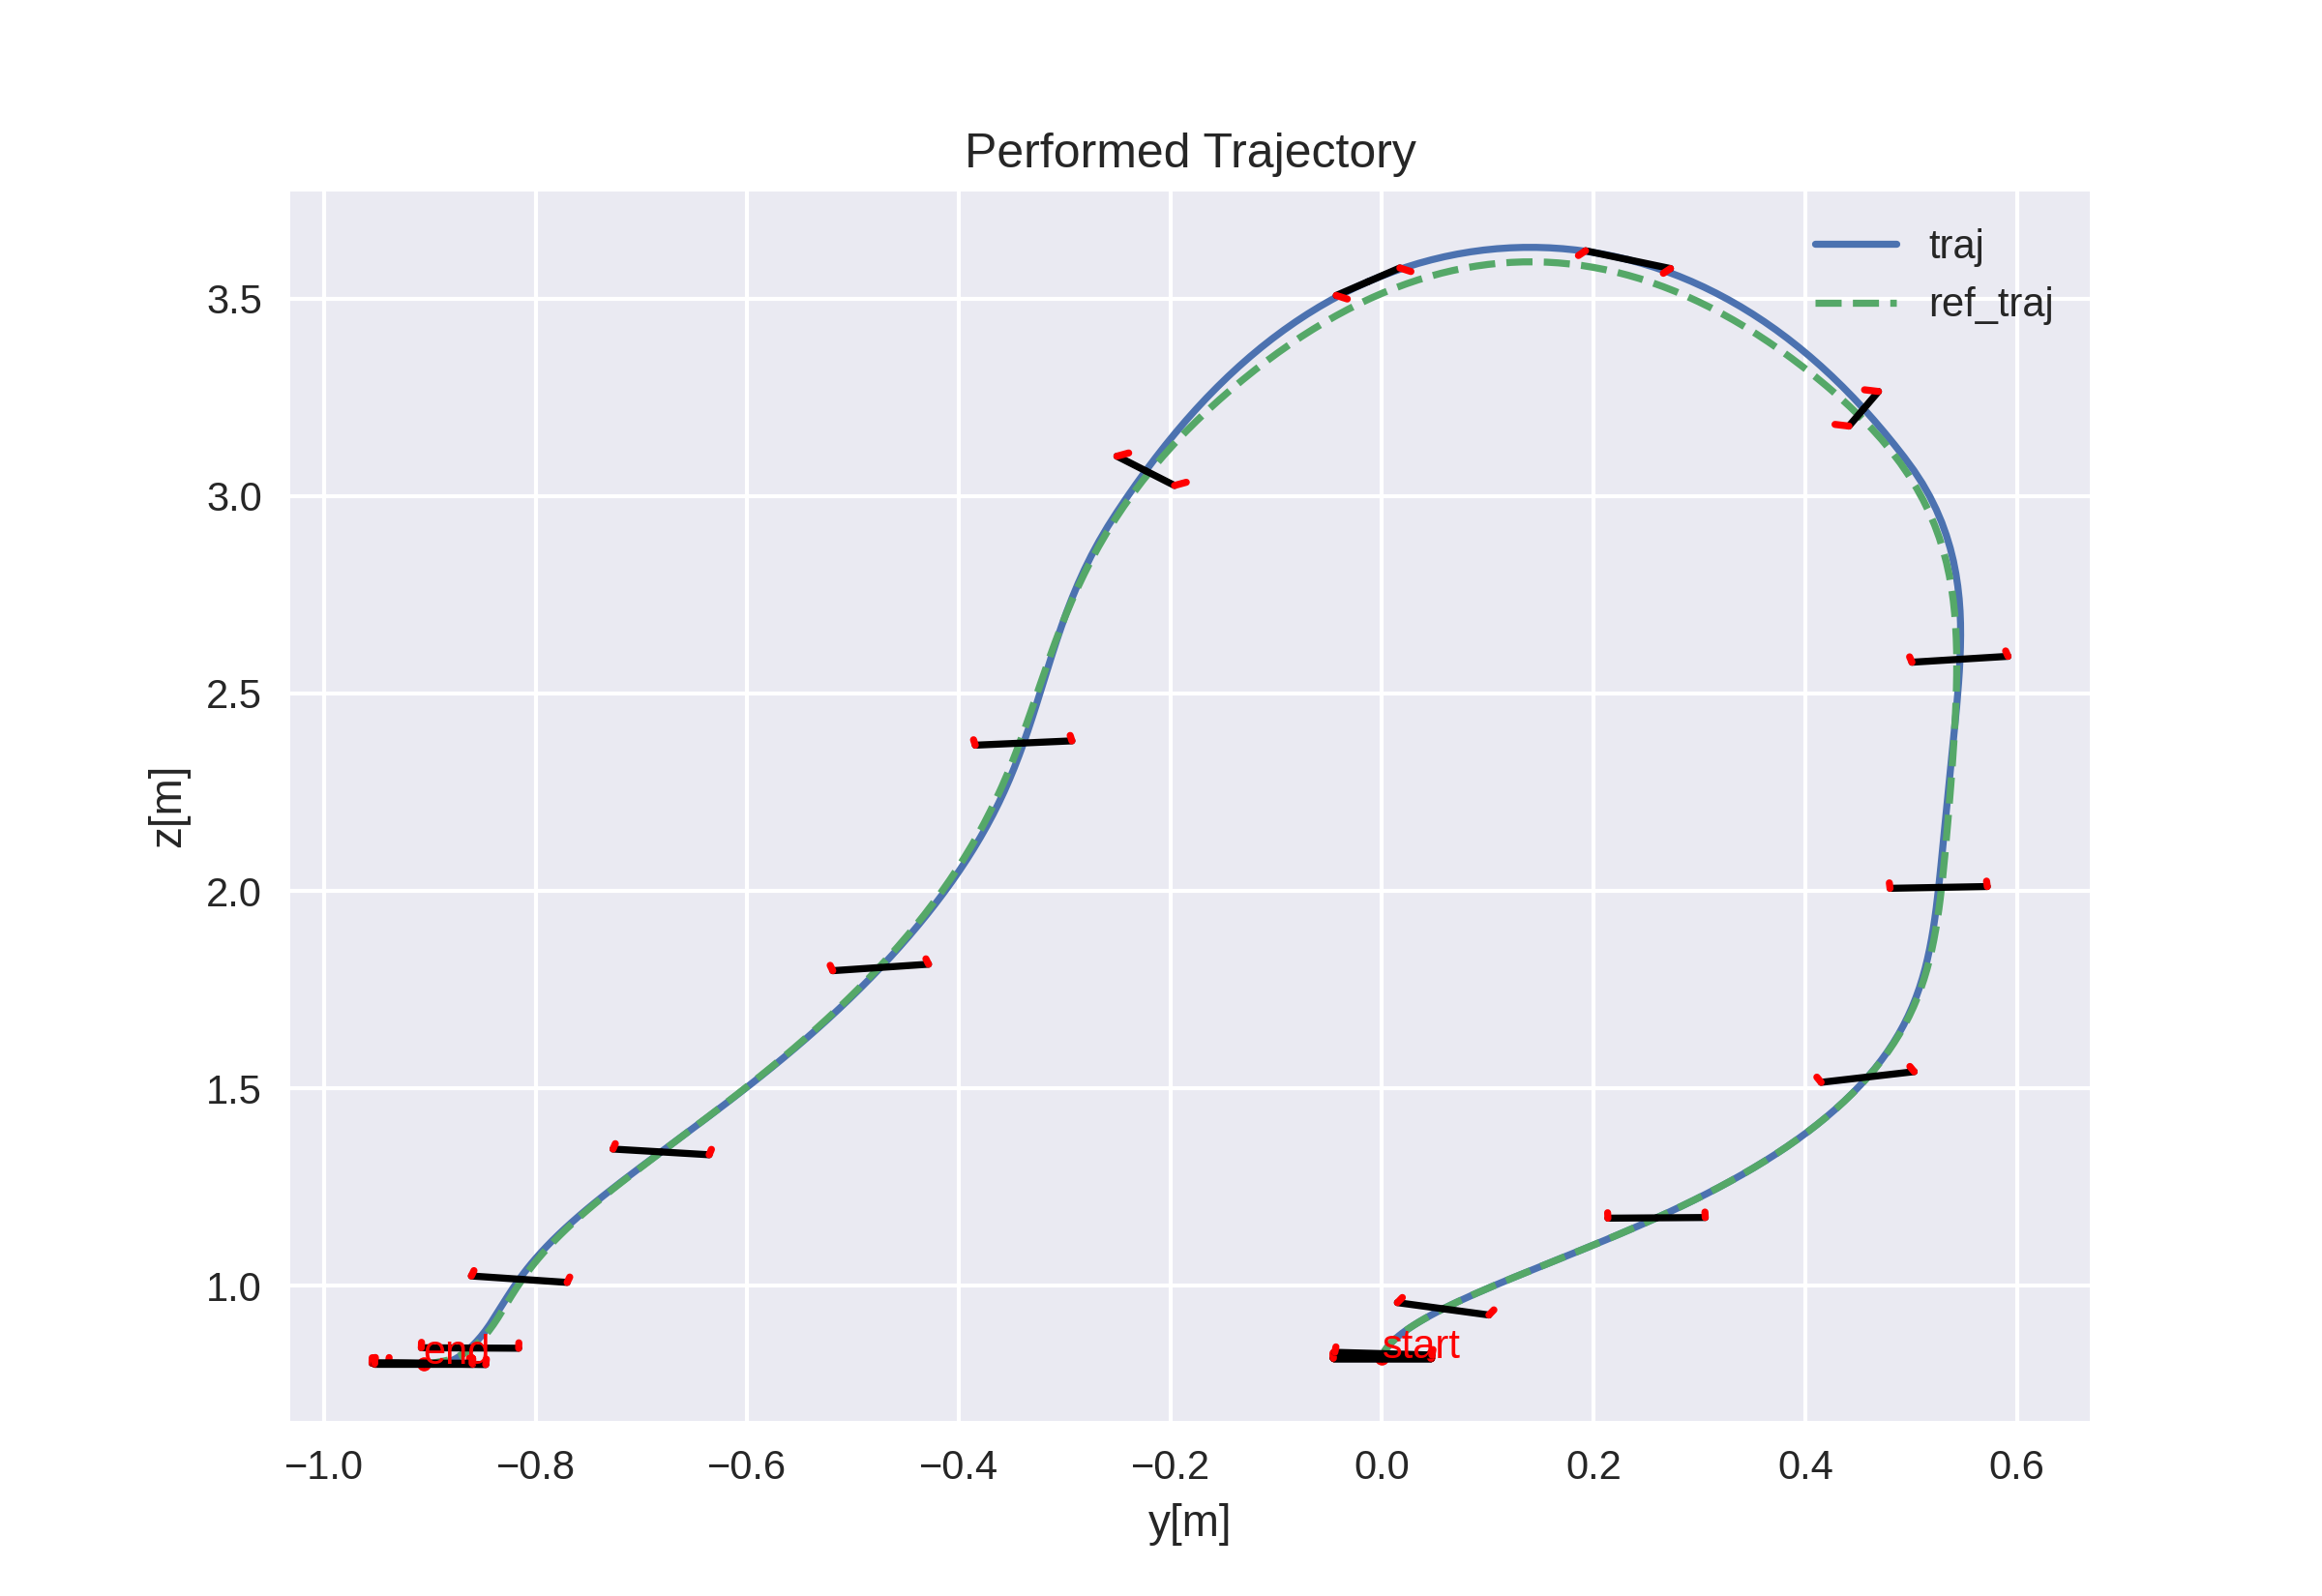 Performed Trajectory
traj
ref_traj
3.5
3.0
2.5
2.0
1.5
1.0
z[m]
end
start
−1.0 −0.8 −0.6 −0.4 −0.2 0.0 0.2 0.4 0.6
y[m]